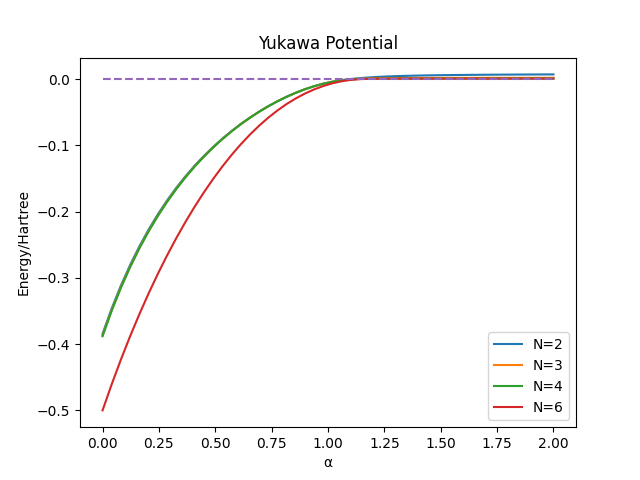 Yukawa Potential
Energy/Hartree
0.0
−0.1
−0.2
−0.3
−0.4
−0.5
0.00 0.25 0.50 0.75 1.00 1.25 1.50 1.75 2.00
α
N=2
N=3
N=4
N=6